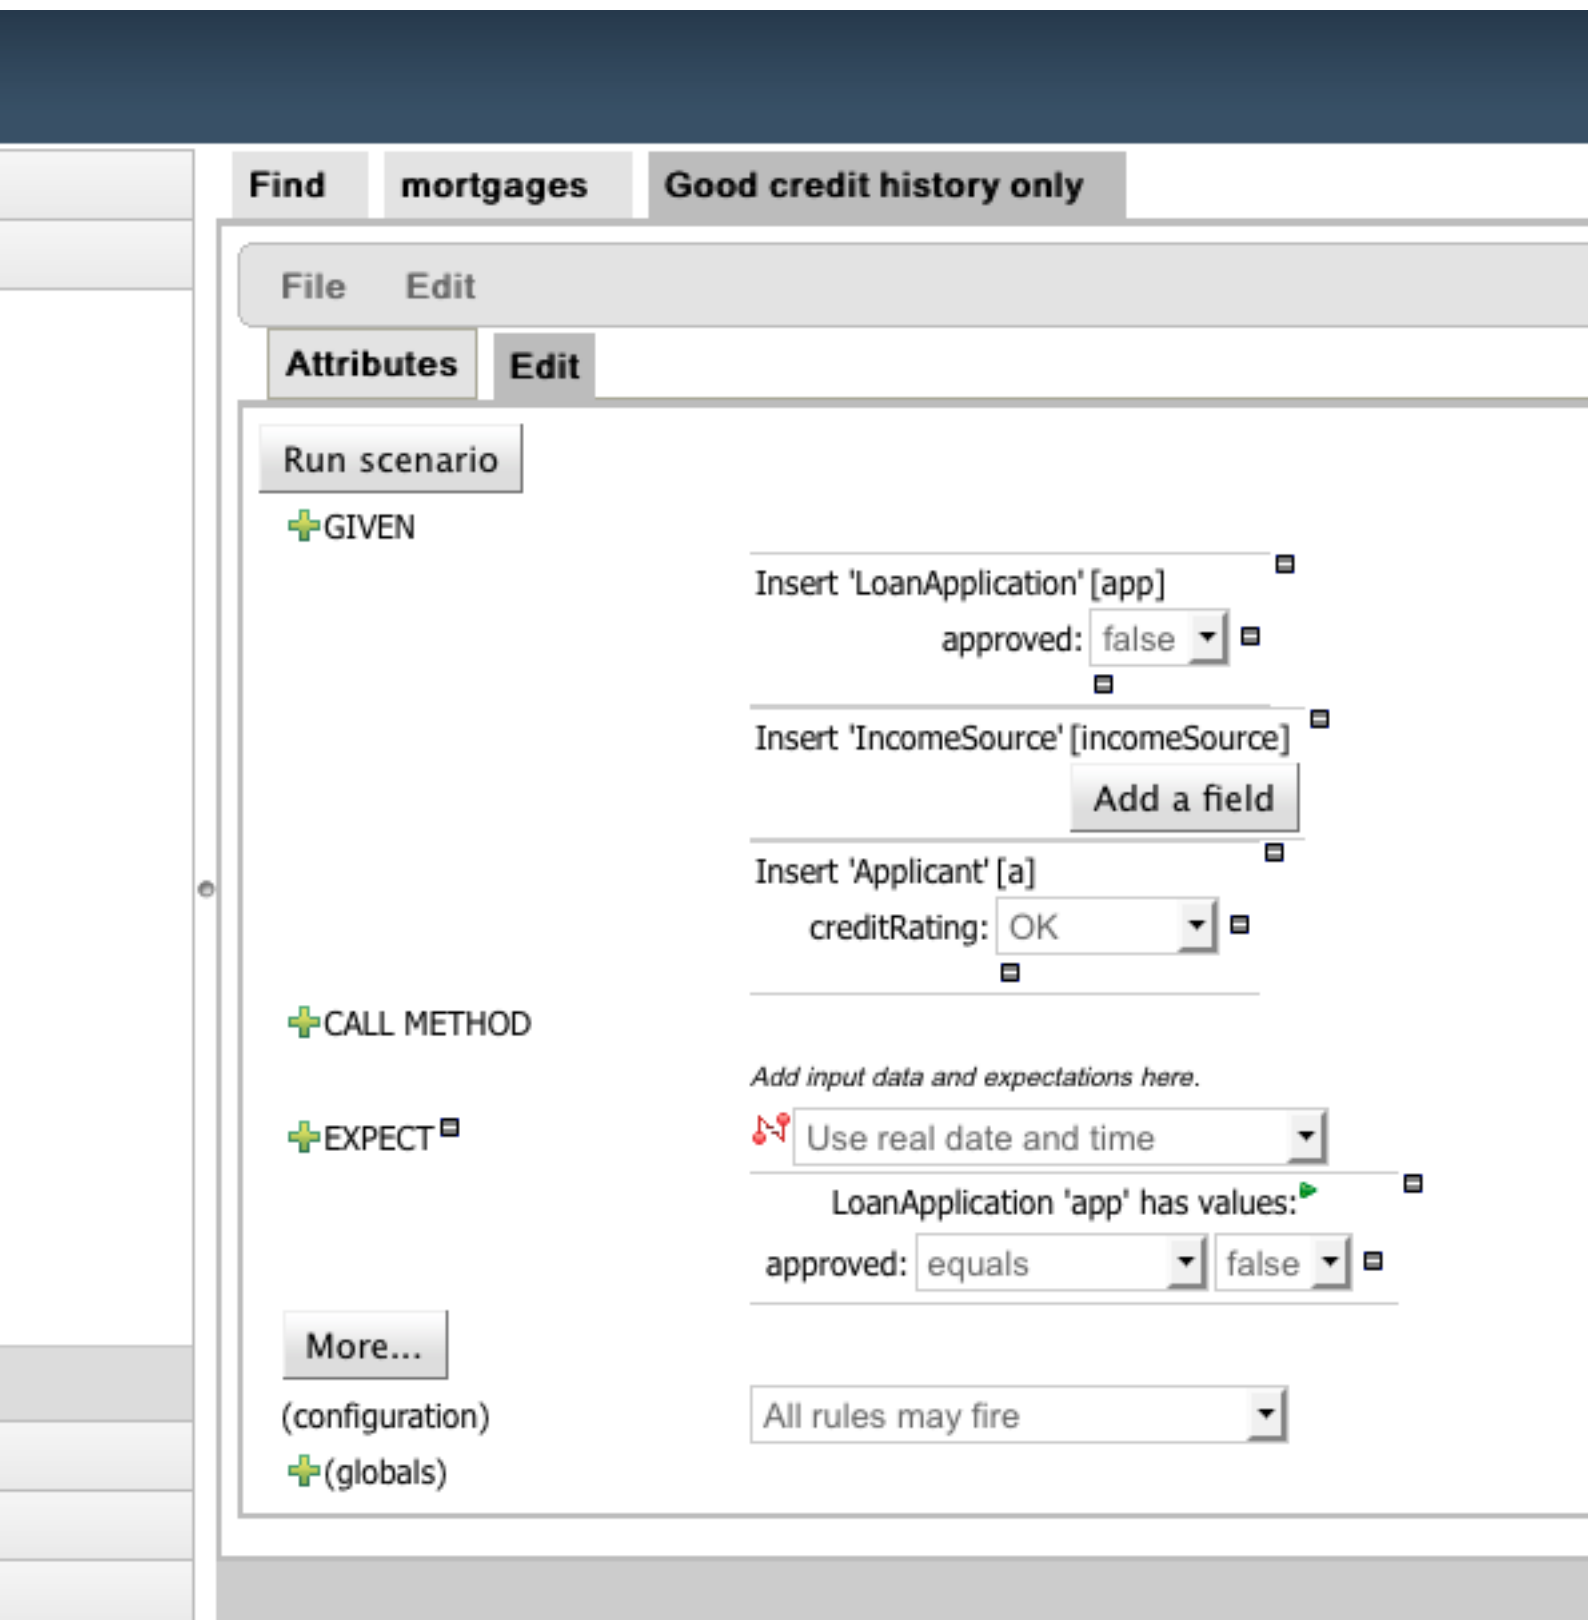 Find mortgages Good credit history only
File Edit
Attributes Edit
Run scenario
GIVEN
Insert 'LoanApplication' [app]
approved: false
Insert 'IncomeSource' [incomeSource]
Add a field
Insert 'Applicant' [a]
creditRating: OK
CALL METHOD
Add input data and expectations here.
EXPECT Use real date and time
LoanApplication 'app' has values:
approved: equals false
More...
(configuration) All rules may fire
(globals)